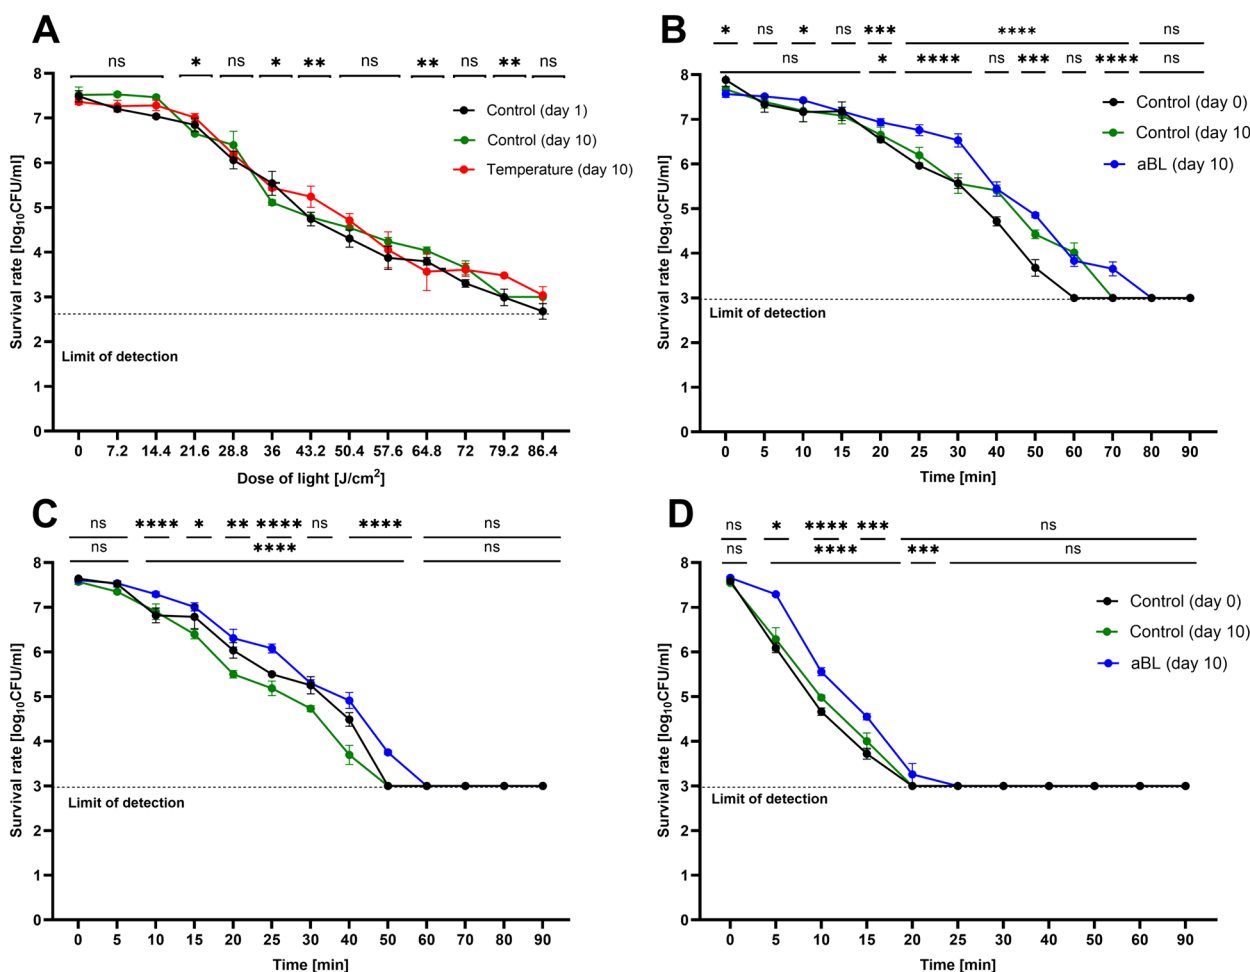 A
ns * ns * ** ns ** ns ** ns
8
7
6
5
4
3
2
1
0
Survival rate [log10CFU/ml]
Control (day 1)
Control (day 10)
Temperature (day 10)
Limit of detection
0 7.2 14.4 21.6 28.8 36 43.2 50.4 57.6 64.8 72 79.2 86.4
Dose of light [J/cm2]
B
* ns * ns *** **** ns
ns * **** ns *** ns **** ns
8
7
6
5
4
3
2
1
0
Survival rate [log10CFU/ml]
Control (day 0)
Control (day 10
aBL (day 10)
Limit of detection
0 5 10 15 20 25 30 40 50 60 70 80 90
Time [min]
C
ns **** * ** **** ns **** ns
ns **** ns
8
7
6
5
4
3
2
1
0
Survival rate [log10CFU/ml]
Limit of detection
0 5 10 15 20 25 30 40 50 60 70 80 90
Time [min]
D
ns * **** *** ns
ns **** *** ns
8
7
6
5
4
3
2
1
0
Survival rate [log10CFU/ml]
Control (day 0)
Control (day 10)
aBL (day 10)
Limit of detection
0 5 10 15 20 25 30 40 50 60 90
Time [min]